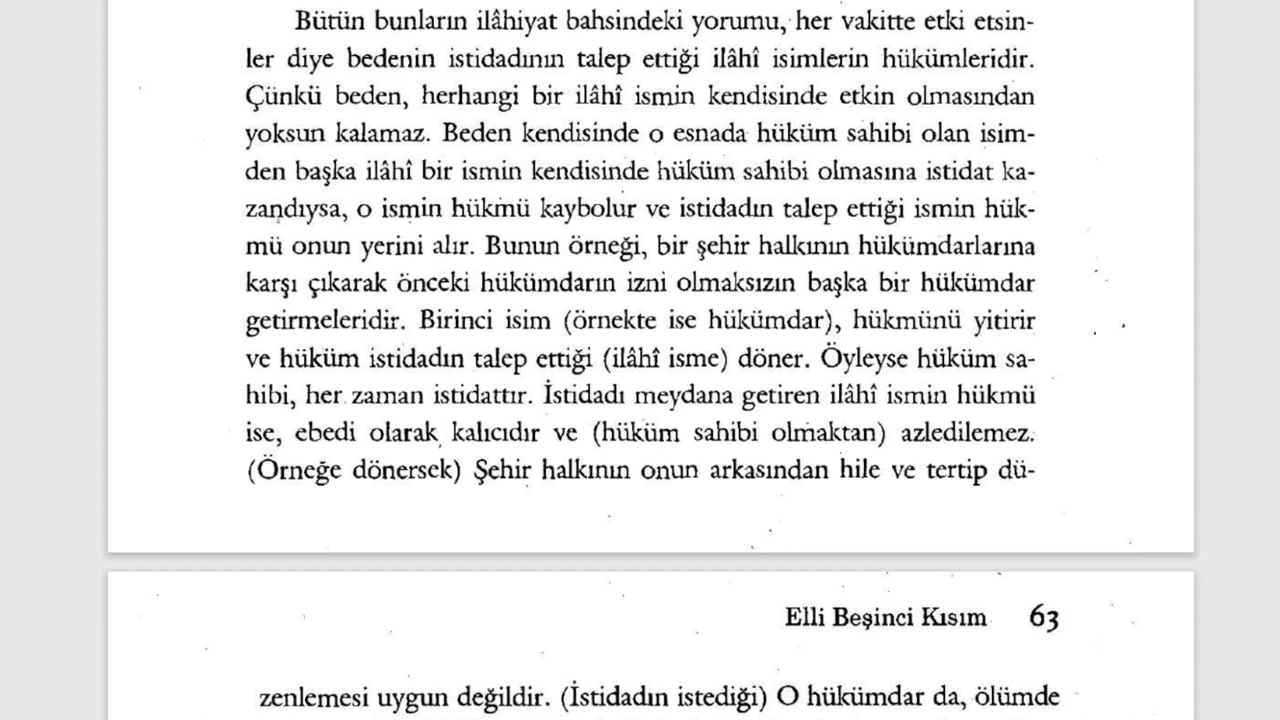 Bütün bunların ilâhiyat bahsindeki yorumu, her vakitte etki etsin-
ler diye bedenin istidadının talep ettiği ilâhî isimlerin hükümleridir.
Çünkü beden, herhangi bir ilâhî ismin kendisinde etkin olmasından
yoksun kalamaz. Beden kendisinde o esnada hüküm sahibi olan isim-
den başka ilâhî bir ismin kendisinde hüküm sahibi olmasına istidat ka-
zandıysa, o ismin hükmü kaybolur ve istidadın talep ettiği ismin hük-
mü onun yerini alır. Bunun örneği, bir şehir halkının hükümdarlarına
karşı çıkarak önceki hükümdarın izni olmaksızın başka bir hükümdar
getirmeleridir. Birinci isim (örnekte ise hükümdar), hükmünü yitirir
ve hüküm istidadın talep ettiği (ilâhî isme) döner. Öyleyse hüküm sa-
hibi, her zaman istidattır. İstidadı meydana getiren ilâhî ismin hükmü
ise, ebedi olarak kalıcıdır ve (hüküm sahibi olmaktan) azledilemez.
(Örneğe dönersek) Şehir halkının onun arkasından hile ve tertip dü-
Elli Beşinci Kısım 63
zenlemesi uygun değildir. (İstidadın istediği) O hükümdar da, ölümde